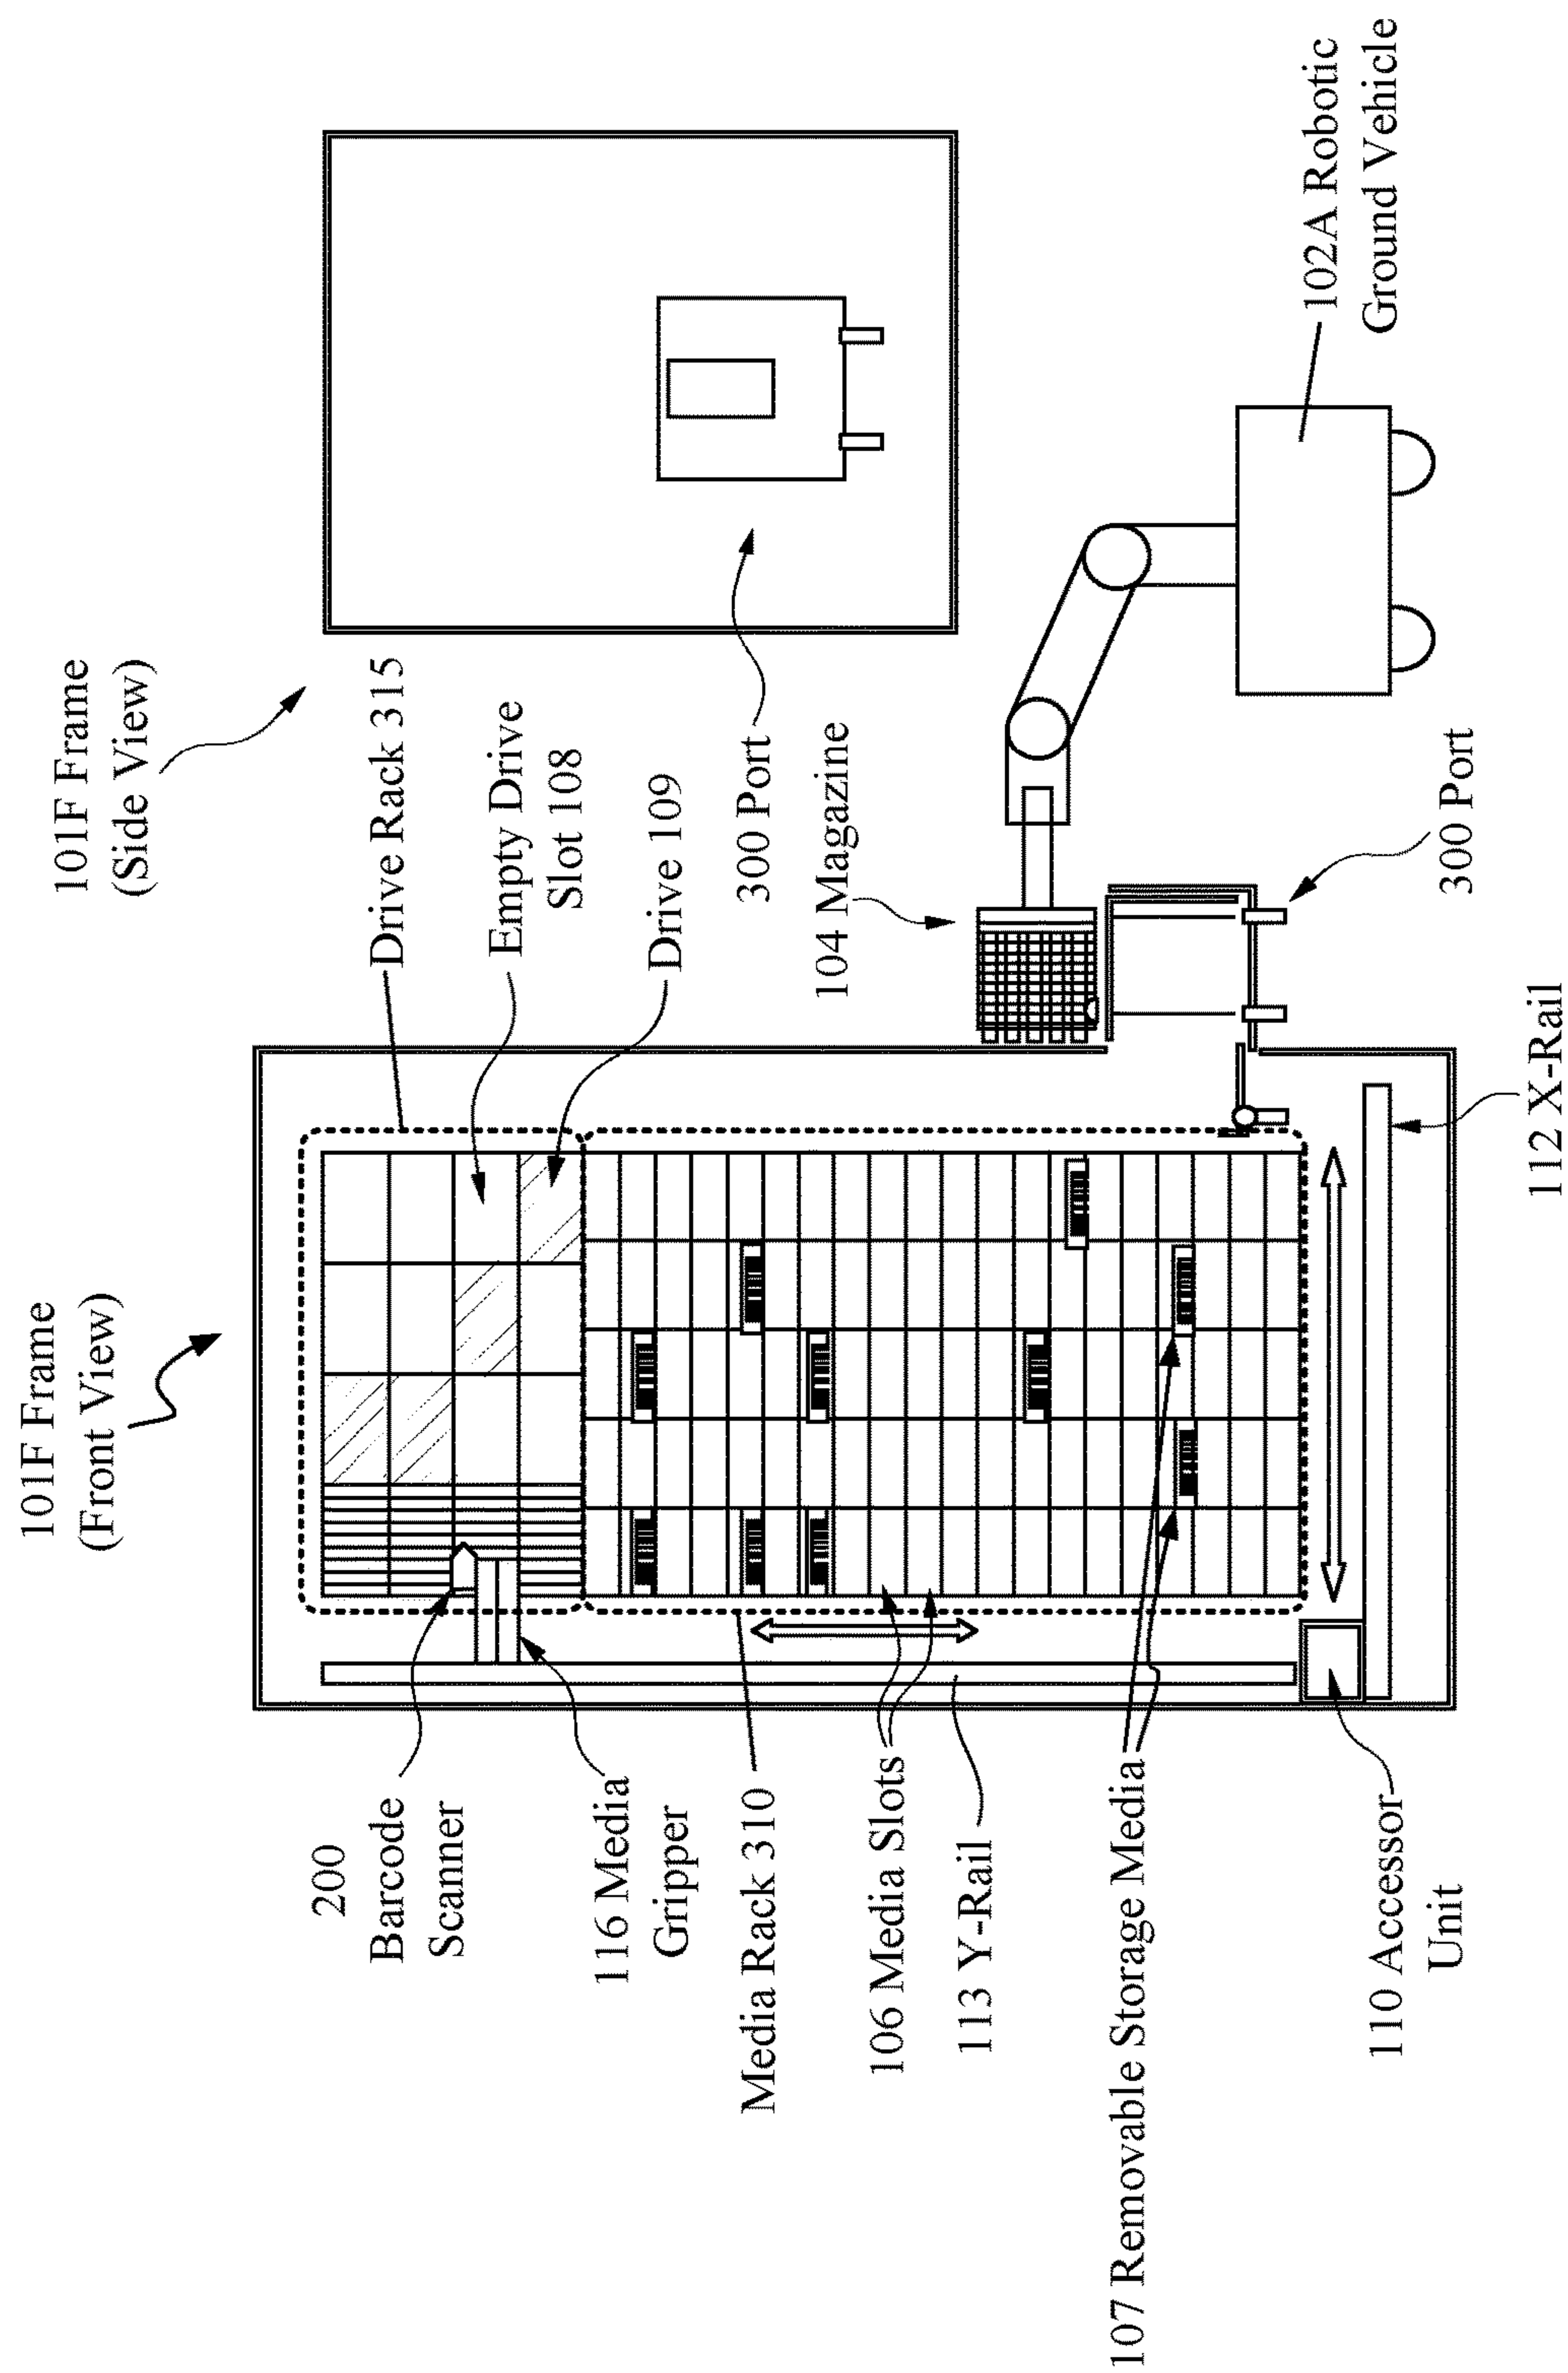 101F Frame
(Front View)
101F Frame
(Side View)
200
Barcode
Scanner
116 Media
Gripper
Media Rack 310
106 Media Slots
113 Y-Rail
107 Removable Storage Media
110 Accessor
Unit
Drive Rack 315
Empty Drive
Slot 108
Drive 109
300 Port
104 Magazine
300 Port
112 X-Rail
102A Robotic
Ground Vehicle